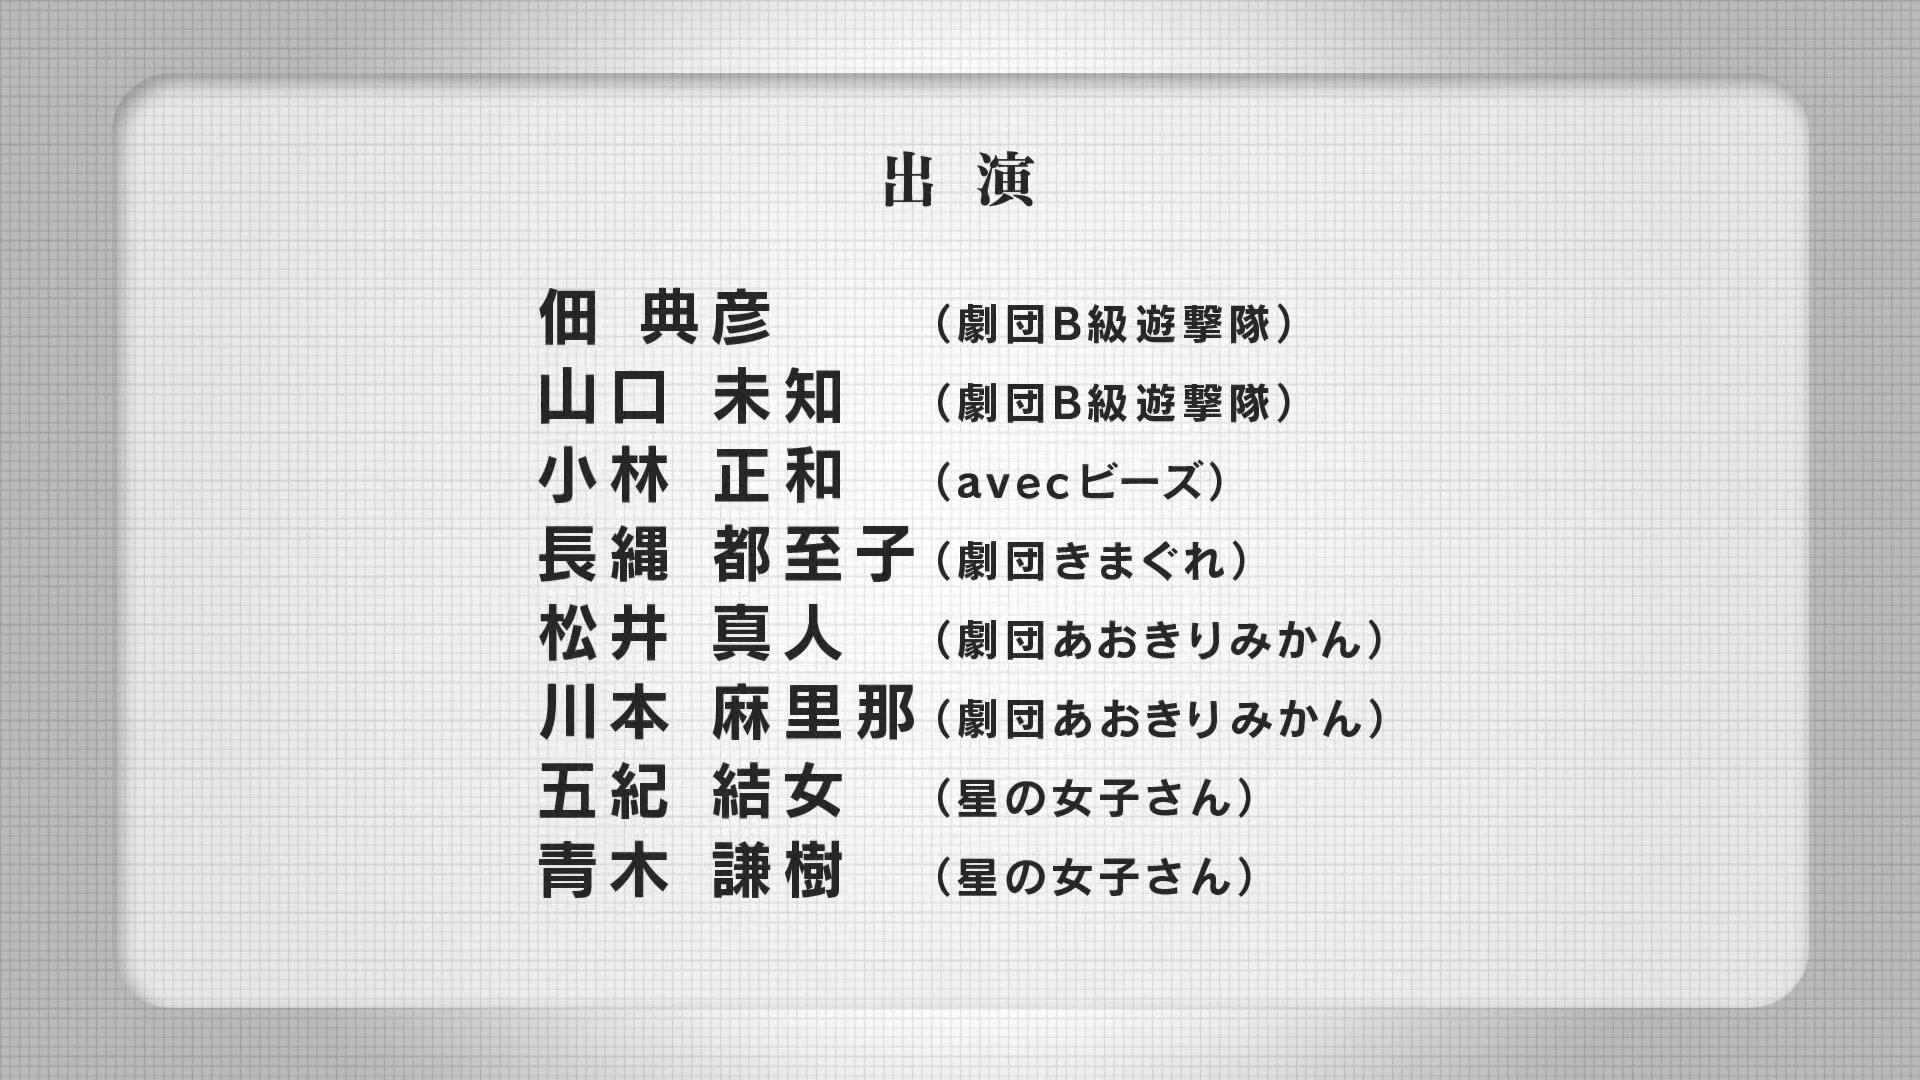 出演
佃 典彦 （劇団B級遊撃隊）
山口 未知 （劇団B級遊撃隊）
小林 正和 （avecビーズ）
長縄 都至子 （劇団きまぐれ）
松井 真人 （劇団あおきりみかん）
川本 麻里那 （劇団あおきりみかん）
五紀 結女 （星の女子さん）
青木 謙樹 （星の女子さん）